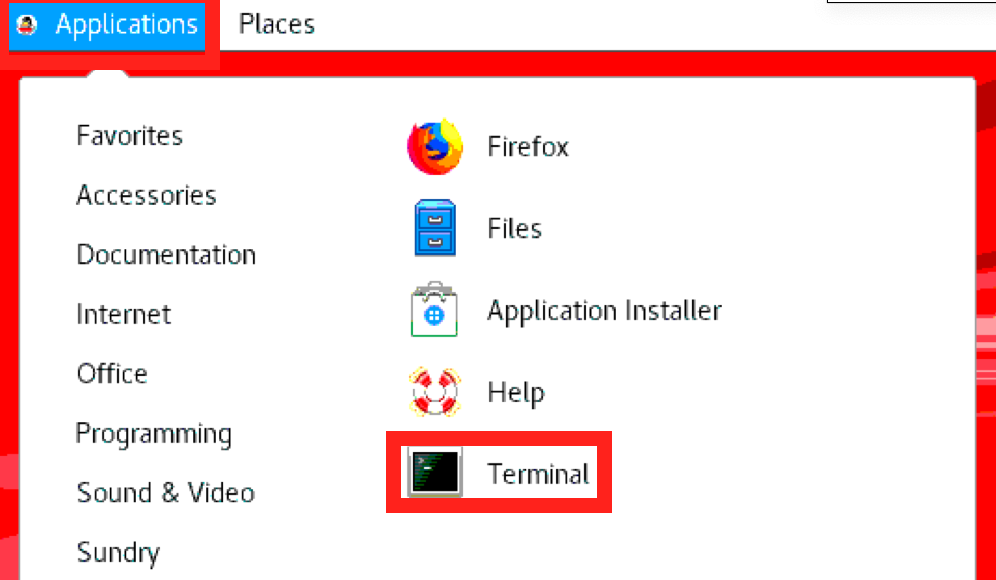 Applications Places
Favorites
Accessories
Documentation
Internet
Office
Programming
Sound & Video
Sundry
Firefox
Files
Application Installer
Help
Terminal